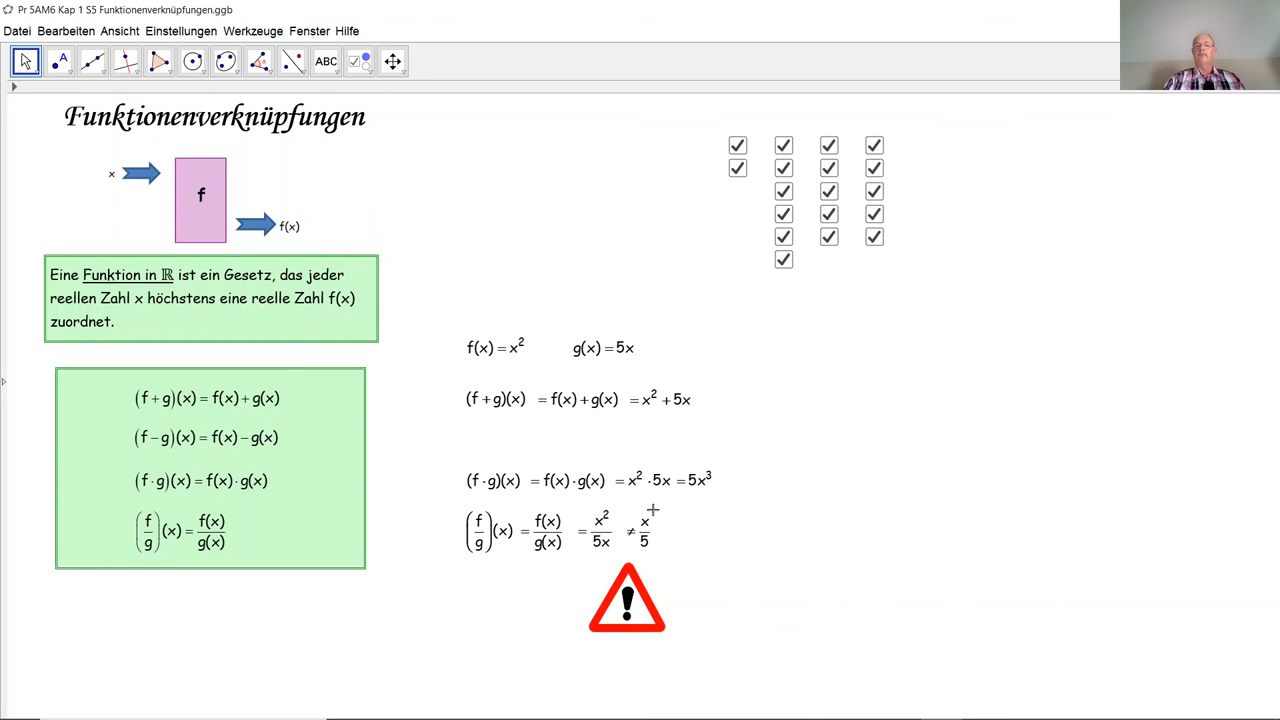 Pr 5AM6 Kap 1 S5 Funktionenverknüpfungen.ggb
Datei Bearbeiten Ansicht Einstellungen Werkzeuge Fenster Hilfe
A ABC
Funktionenverknüpfungen
x
f
f(x)
Eine Funktion in ℝ ist ein Gesetz, das jeder
reellen Zahl x höchstens eine reelle Zahl f(x)
zuordnet.
f(x) = x² g(x) = 5x
(f + g)(x) = f(x) + g(x)
(f − g)(x) = f(x) − g(x)
(f · g)(x) = f(x) · g(x)
(f/g)(x) = f(x)/g(x)
(f + g)(x) = f(x) + g(x) = x² + 5x
(f · g)(x) = f(x) · g(x) = x² · 5x = 5x³
(f/g)(x) = f(x)/g(x) = x²/5x ≠ x/5
!